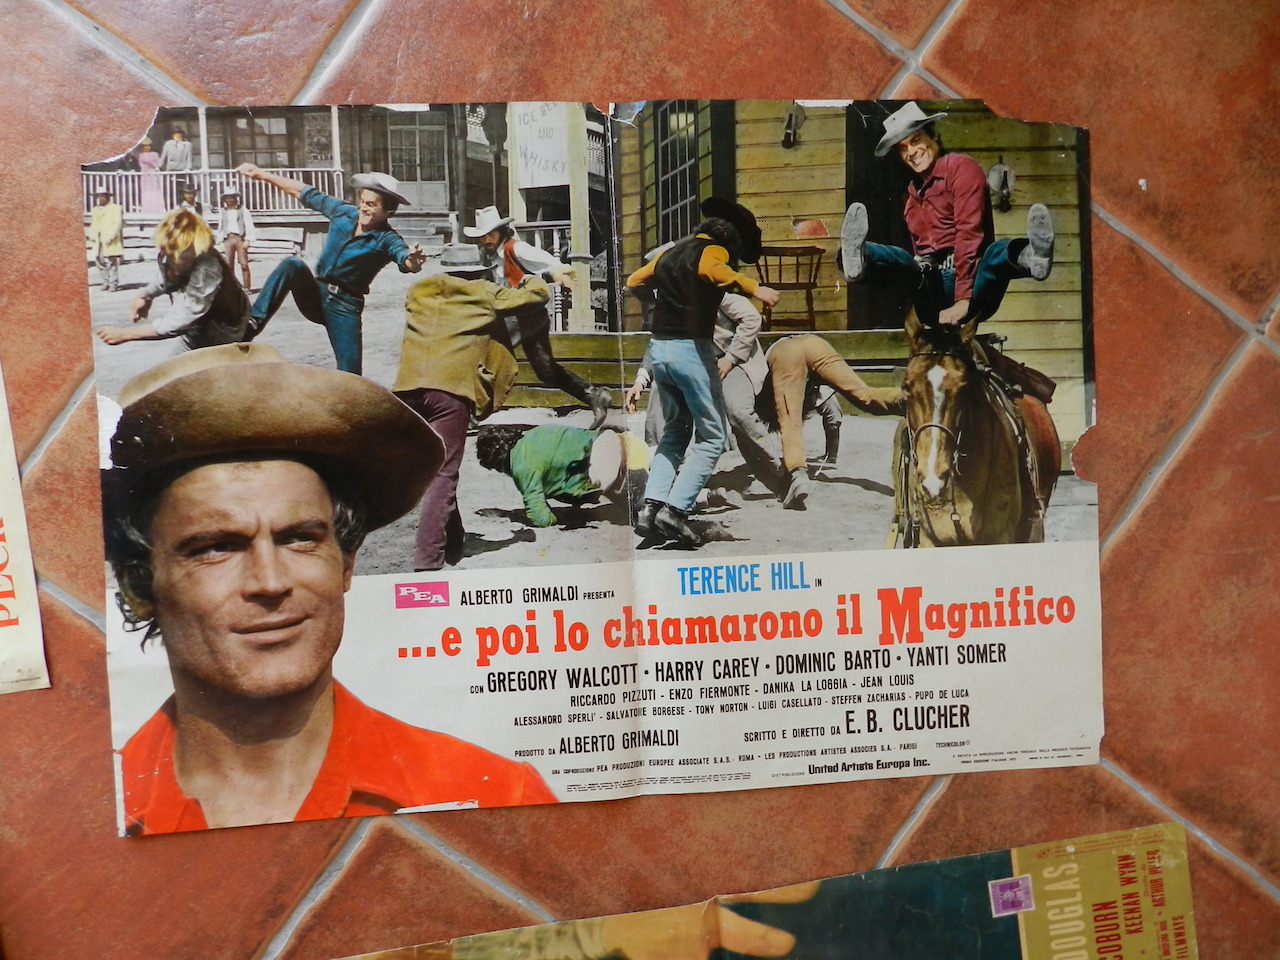 ICE
AND
WHISKY
PEA
ALBERTO GRIMALDI PRESENTA
TERENCE HILL IN
...e poi lo chiamarono il Magnifico
CON GREGORY WALCOTT · HARRY CAREY · DOMINIC BARTO · YANTI SOMER
RICCARDO PIZZUTI - ENZO FIERMONTE - DANIKA LA LOGGIA - JEAN LOUIS
ALESSANDRO SPERLI' - SALVATORE BORGESE - TONY NORTON - LUIGI CASELLATO - STEFFEN ZACHARIAS - PUPO DE LUCA
PRODOTTO DA ALBERTO GRIMALDI
SCRITTO E DIRETTO DA E. B. CLUCHER
UNA COPRODUZIONE PEA PRODUZIONI EUROPEE ASSOCIATE S.A.S. - ROMA - LES PRODUCTIONS ARTISTES ASSOCIES S.A. - PARIGI TECHNICOLOR
DISTRIBUZIONE United Artists Europa Inc.
PECK
DOUGLAS
COBURN
KEENAN WYNN
ARTHUR PELER
FILMWAYS